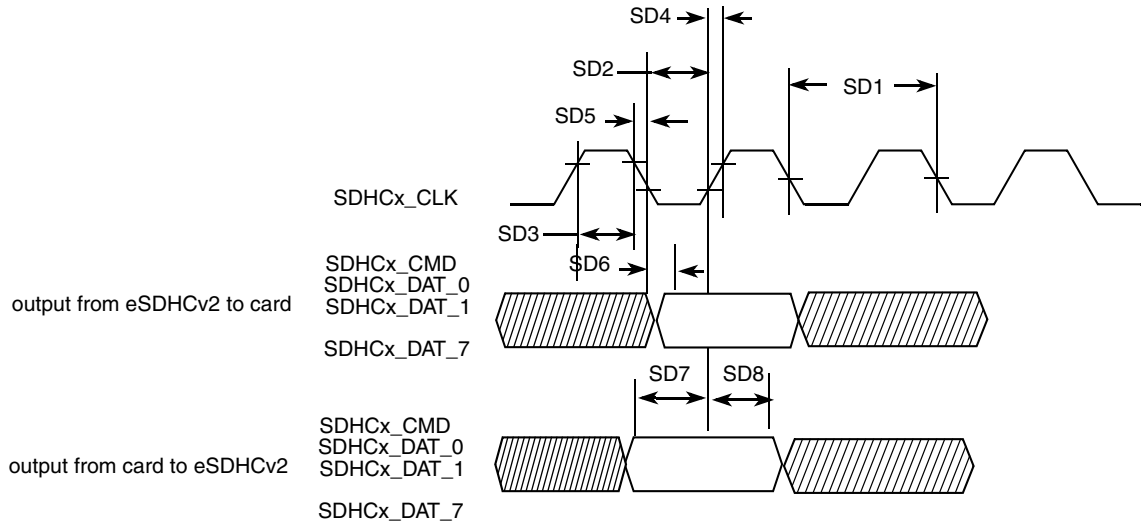 SD4
SD2
SD1
SD5
SDHCx_CLK
SD3
SDHCx_CMD
SD6
SDHCx_DAT_0
output from eSDHCv2 to card
SDHCx_DAT_1
SDHCx_DAT_7
SD7
SD8
SDHCx_CMD
SDHCx_DAT_0
output from card to eSDHCv2
SDHCx_DAT_1
SDHCx_DAT_7